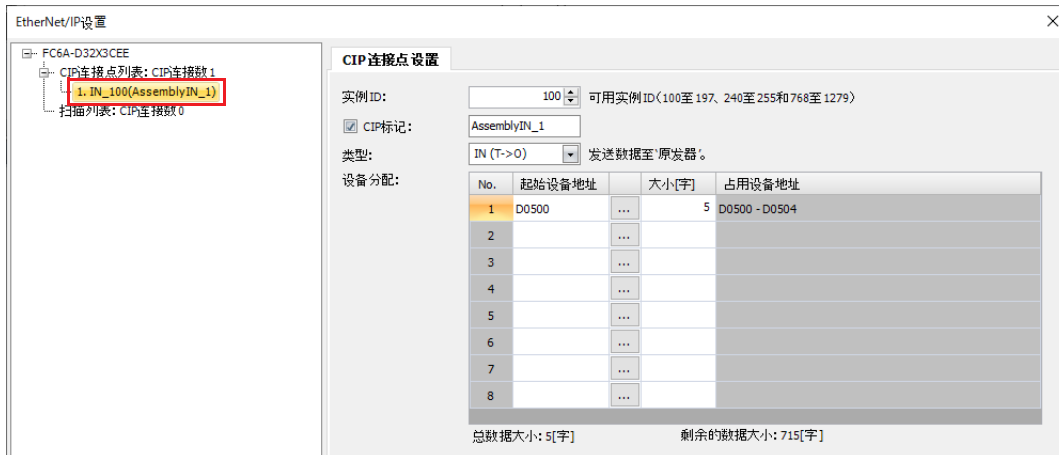 EtherNet/IP设置
FC6A-D32X3CEE
CIP连接点列表: CIP连接数1
1. IN_100(AssemblyIN_1)
扫描列表: CIP连接数0
CIP连接点设置
实例ID: 100 可用实例ID(100至197、240至255和768至1279)
CIP标记: AssemblyIN_1
类型: IN (T->O) 发送数据至‘原发器’。
设备分配:
No. 起始设备地址 大小[字] 占用设备地址
1 D0500 ... 5 D0500 - D0504
2 ...
3 ...
4 ...
5 ...
6 ...
7 ...
8 ...
总数据大小: 5[字] 剩余的数据大小: 715[字]